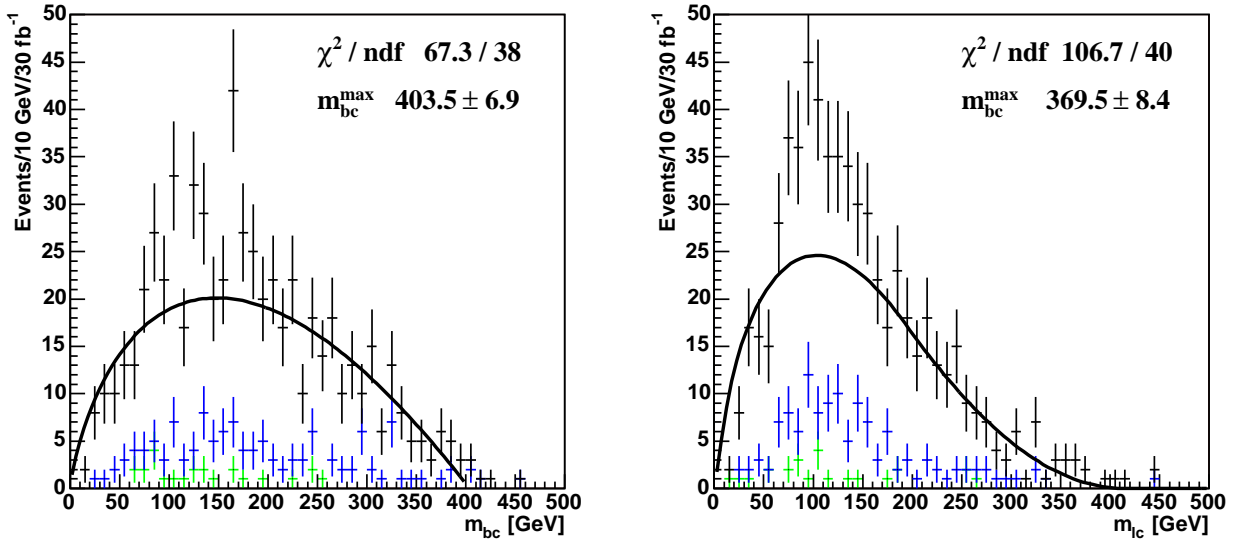 Events/10 GeV/30 fb⁻¹
50
45
40
35
30
25
20
15
10
5
0
χ² / ndf 67.3 / 38
m_bc^max 403.5 ± 6.9
0 50 100 150 200 250 300 350 400 450 500
m_bc [GeV]
Events/10 GeV/30 fb⁻¹
50
45
40
35
30
25
20
15
10
5
0
χ² / ndf 106.7 / 40
m_bc^max 369.5 ± 8.4
0 50 100 150 200 250 300 350 400 450 500
m_lc [GeV]